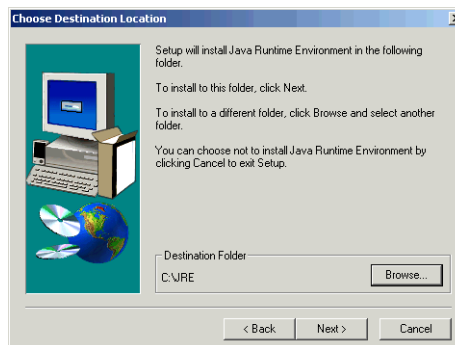 Choose Destination Location
Setup will install Java Runtime Environment in the following
folder.
To install to this folder, click Next.
To install to a different folder, click Browse and select another
folder.
You can choose not to install Java Runtime Environment by
clicking Cancel to exit Setup.
Destination Folder
C:\JRE
Browse...
< Back
Next >
Cancel